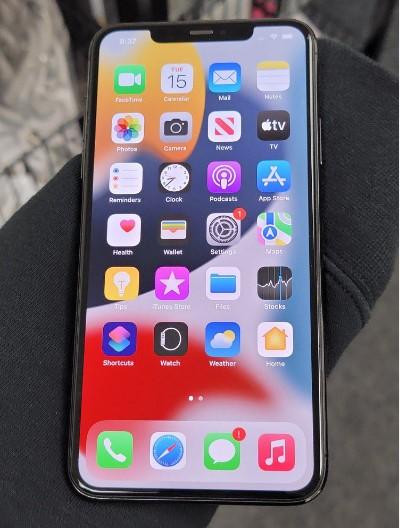 8:37
TUE
15
FaceTime
Calendar
Mail
Notes
Photos
Camera
News
TV
tv
Reminders
Clock
Podcasts
App Store
1
Health
Wallet
Settings
Maps
Tips
iTunes Store
Files
Stocks
Shortcuts
Watch
Weather
Home
!